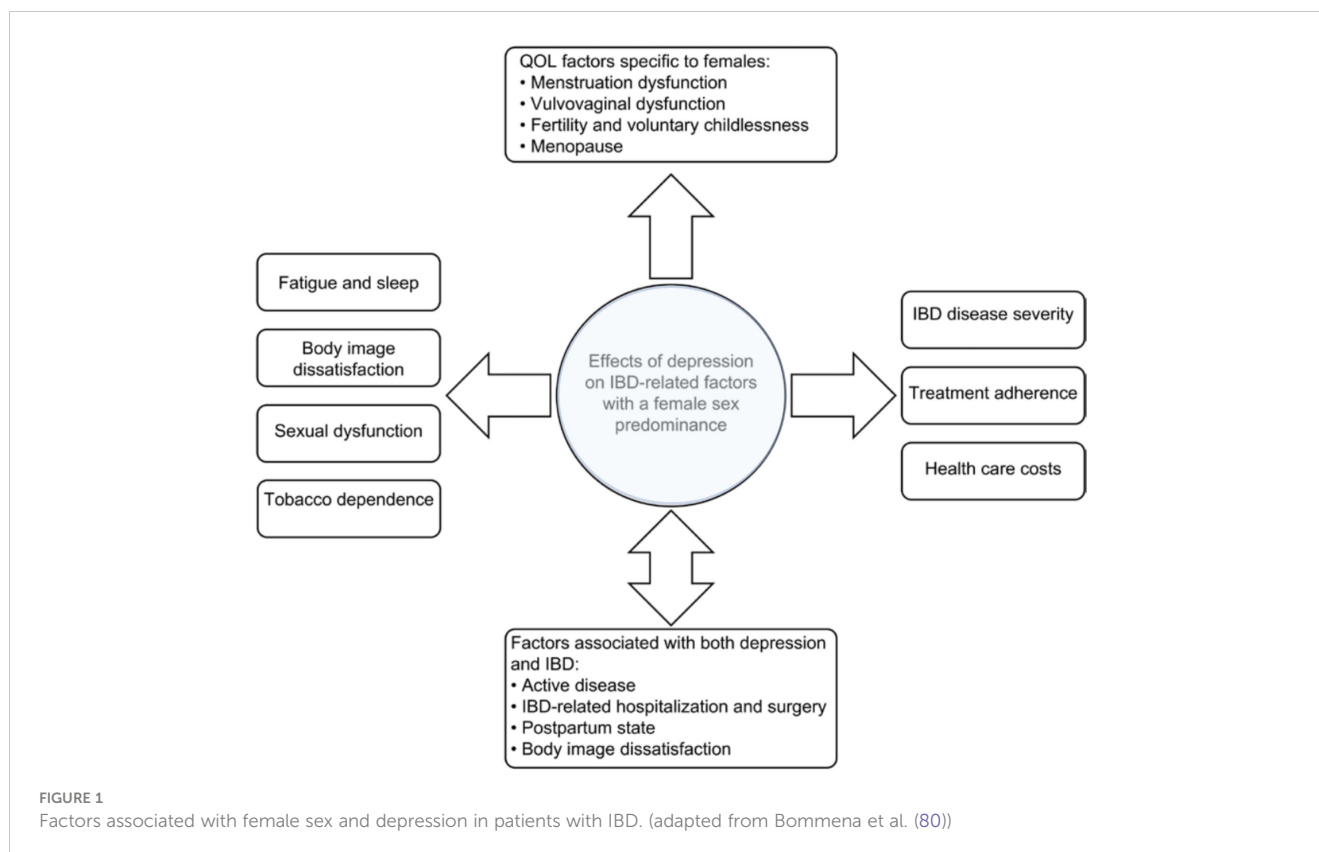 QOL factors specific to females:
• Menstruation dysfunction
• Vulvovaginal dysfunction
• Fertility and voluntary childlessness
• Menopause
Fatigue and sleep
Body image
dissatisfaction
Sexual dysfunction
Tobacco dependence
Effects of depression
on IBD-related factors
with a female sex
predominance
IBD disease severity
Treatment adherence
Health care costs
Factors associated with both depression
and IBD:
• Active disease
• IBD-related hospitalization and surgery
• Postpartum state
• Body image dissatisfaction
FIGURE 1
Factors associated with female sex and depression in patients with IBD. (adapted from Bommena et al. (80))